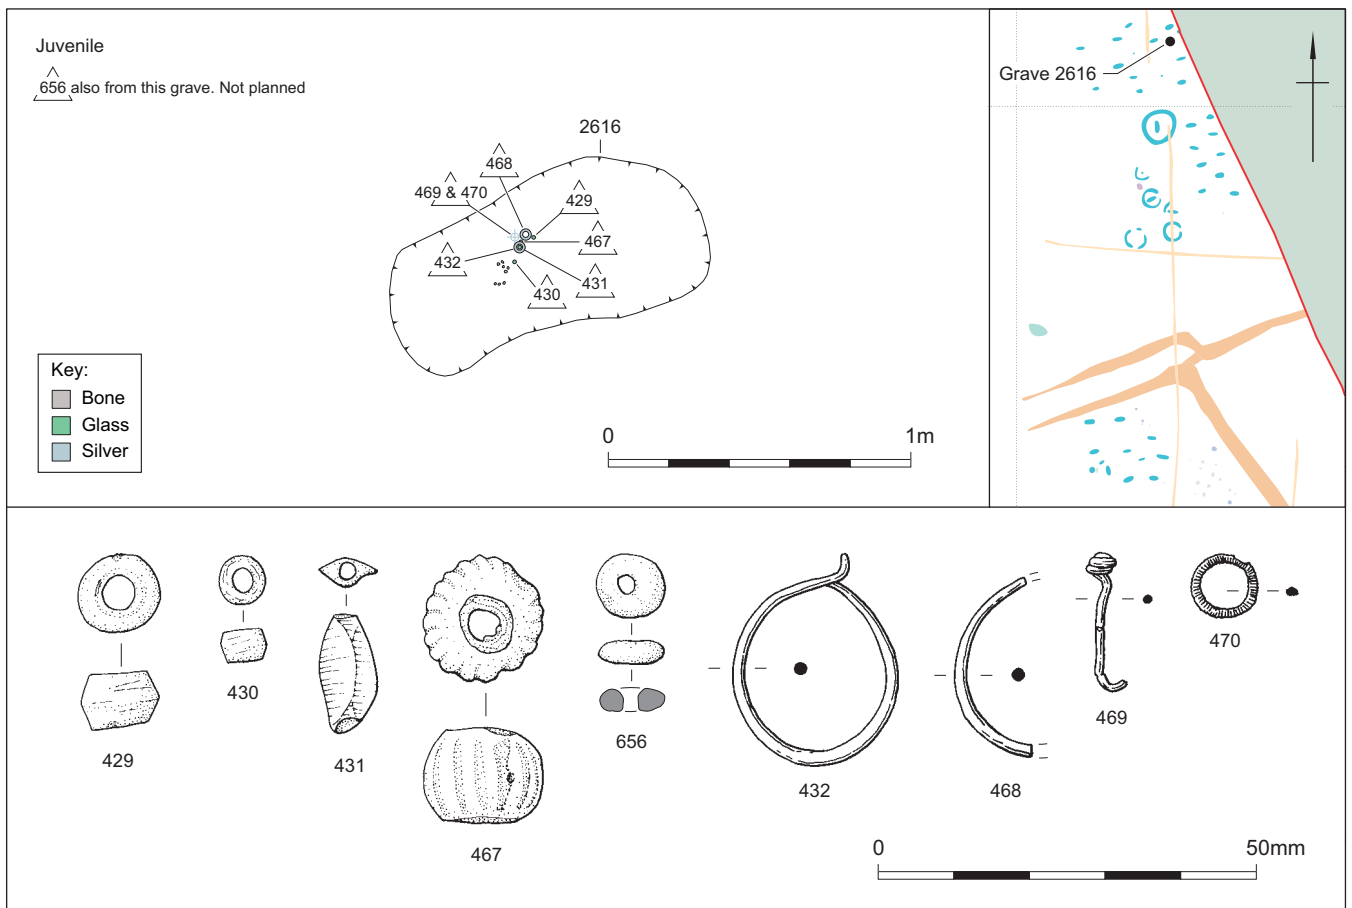 Juvenile
656 also from this grave. Not planned
2616
468
469 & 470
429
467
432
431
430
Key:
Bone
Glass
Silver
0 1m
Grave 2616
429
430
431
467
656
432
468
469
470
0 50mm